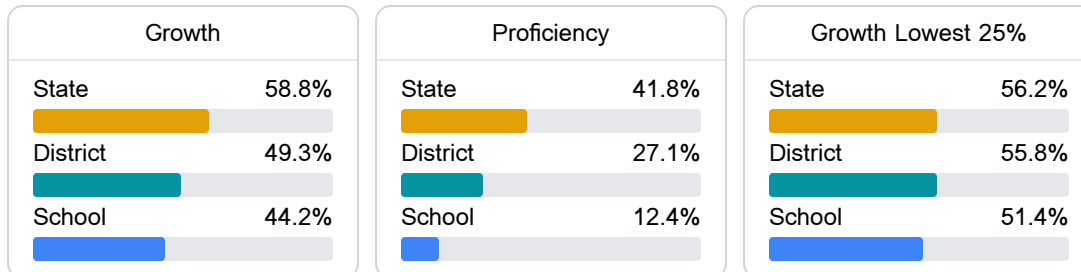 Growth
State 58.8%
District 49.3%
School 44.2%
Proficiency
State 41.8%
District 27.1%
School 12.4%
Growth Lowest 25%
State 56.2%
District 55.8%
School 51.4%